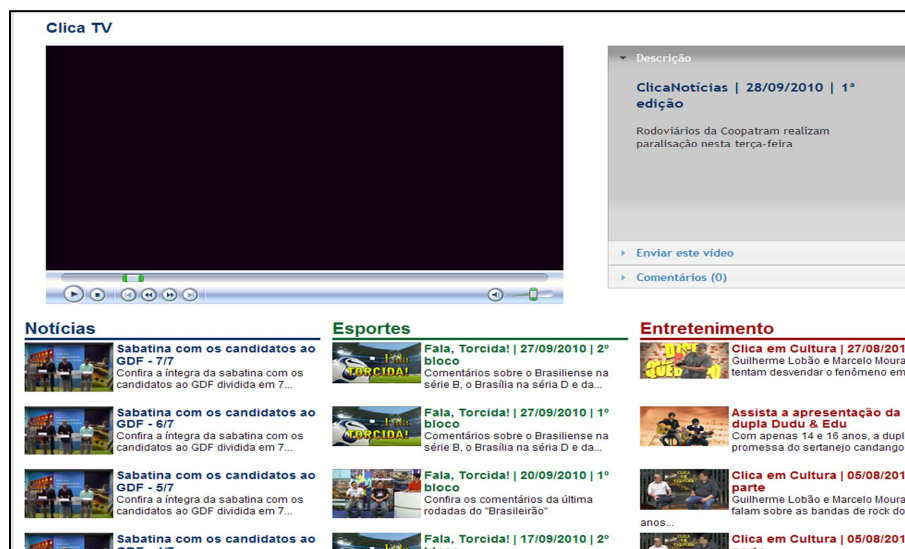 Clica TV
Descrição
ClicaNotícias | 28/09/2010 | 1ª
edição
Rodoviários da Coopatram realizam
paralisação nesta terça-feira
Enviar este vídeo
Comentários (0)
Notícias
Sabatina com os candidatos ao
GDF - 7/7
Confira a íntegra da sabatina com os
candidatos ao GDF dividida em 7...
Sabatina com os candidatos ao
GDF - 6/7
Confira a íntegra da sabatina com os
candidatos ao GDF dividida em 7...
Sabatina com os candidatos ao
GDF - 5/7
Confira a íntegra da sabatina com os
candidatos ao GDF dividida em 7...
Sabatina com os candidatos ao
Esportes
Fala, Torcida! | 27/09/2010 | 2º
bloco
Comentários sobre o Brasiliense na
série B, o Brasília na séria D e da...
Fala, Torcida! | 27/09/2010 | 1º
bloco
Comentários sobre o Brasiliense na
série B, o Brasília na séria D e da...
Fala, Torcida! | 20/09/2010 | 1º
bloco
Confira os comentários da última
rodadas do "Brasileirão"
Fala, Torcida! | 17/09/2010 | 2º
Entretenimento
Clica em Cultura | 27/08/201
Guilherme Lobão e Marcelo Moura
tentam desvendar o fenômeno em
Assista a apresentação da
dupla Dudu & Edu
Com apenas 14 e 16 anos, a dupl
promessa do sertanejo candango
Clica em Cultura | 05/08/201
parte
Guilherme Lobão e Marcelo Moura
falam sobre as bandas de rock do
anos...
Clica em Cultura | 05/08/201